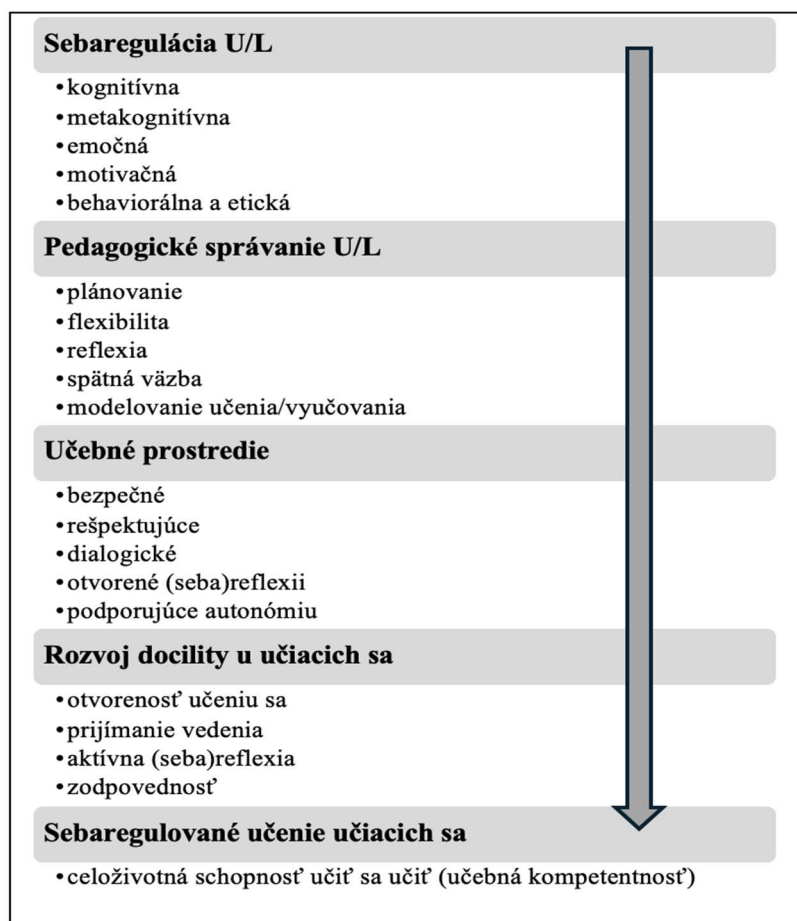 Sebaregulácia U/L
•kognitívna
•metakognitívna
•emočná
•motivačná
•behaviorálna a etická
Pedagogické správanie U/L
•plánovanie
•flexibilita
•reflexia
•spätná väzba
•modelovanie učenia/vyučovania
Učebné prostredie
•bezpečné
•rešpektujúce
•dialogické
•otvorené (seba)reflexii
•podporujúce autonómiu
Rozvoj docility u učiacich sa
•otvorenosť učeniu sa
•prijímanie vedenia
•aktívna (seba)reflexia
•zodpovednosť
Sebaregulované učenie učiacich sa
•celoživotná schopnosť učiť sa učiť (učebná kompetentnosť)